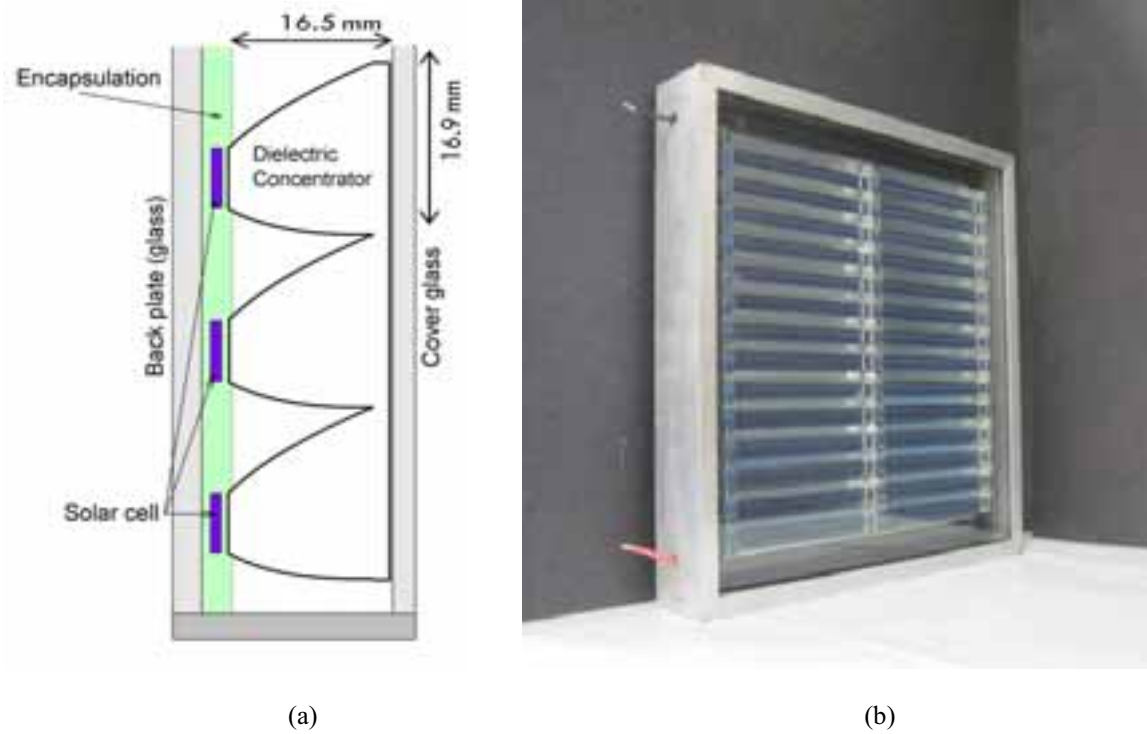 16.5 mm
Encapsulation
16.9 mm
Dielectric
Concentrator
Back plate (glass)
Cover glass
Solar cell
(a)
(b)